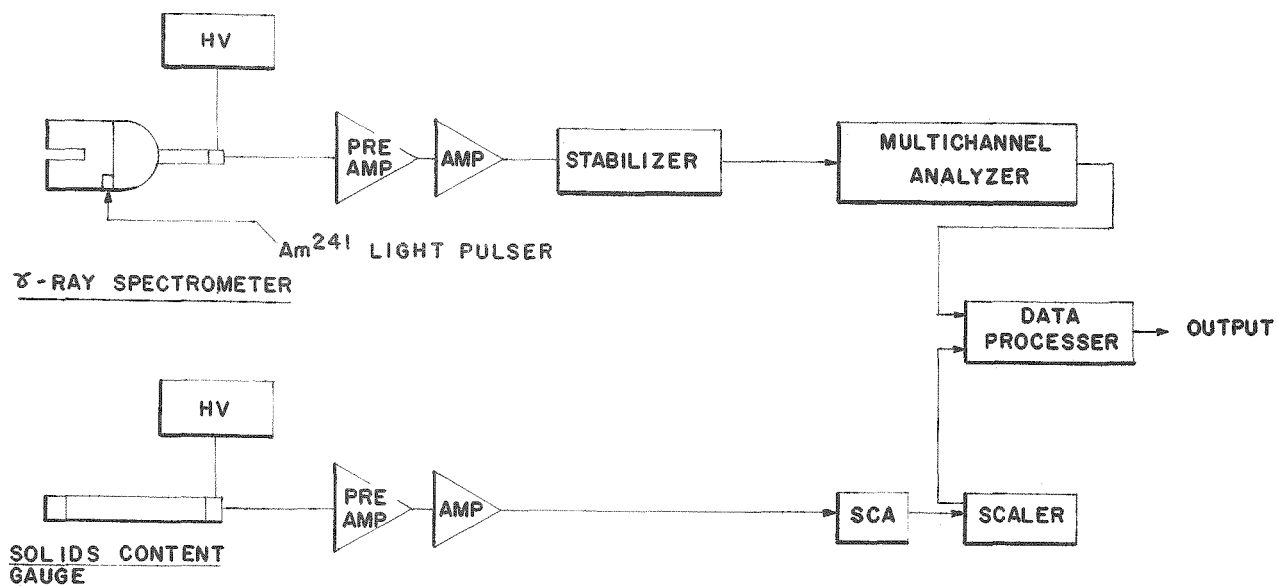 HV
PRE
AMP
AMP
STABILIZER
MULTICHANNEL
ANALYZER
Am241 LIGHT PULSER
ɤ-RAY SPECTROMETER
DATA
PROCESSER
OUTPUT
HV
PRE
AMP
AMP
SCA
SCALER
SOLIDS CONTENT
GAUGE